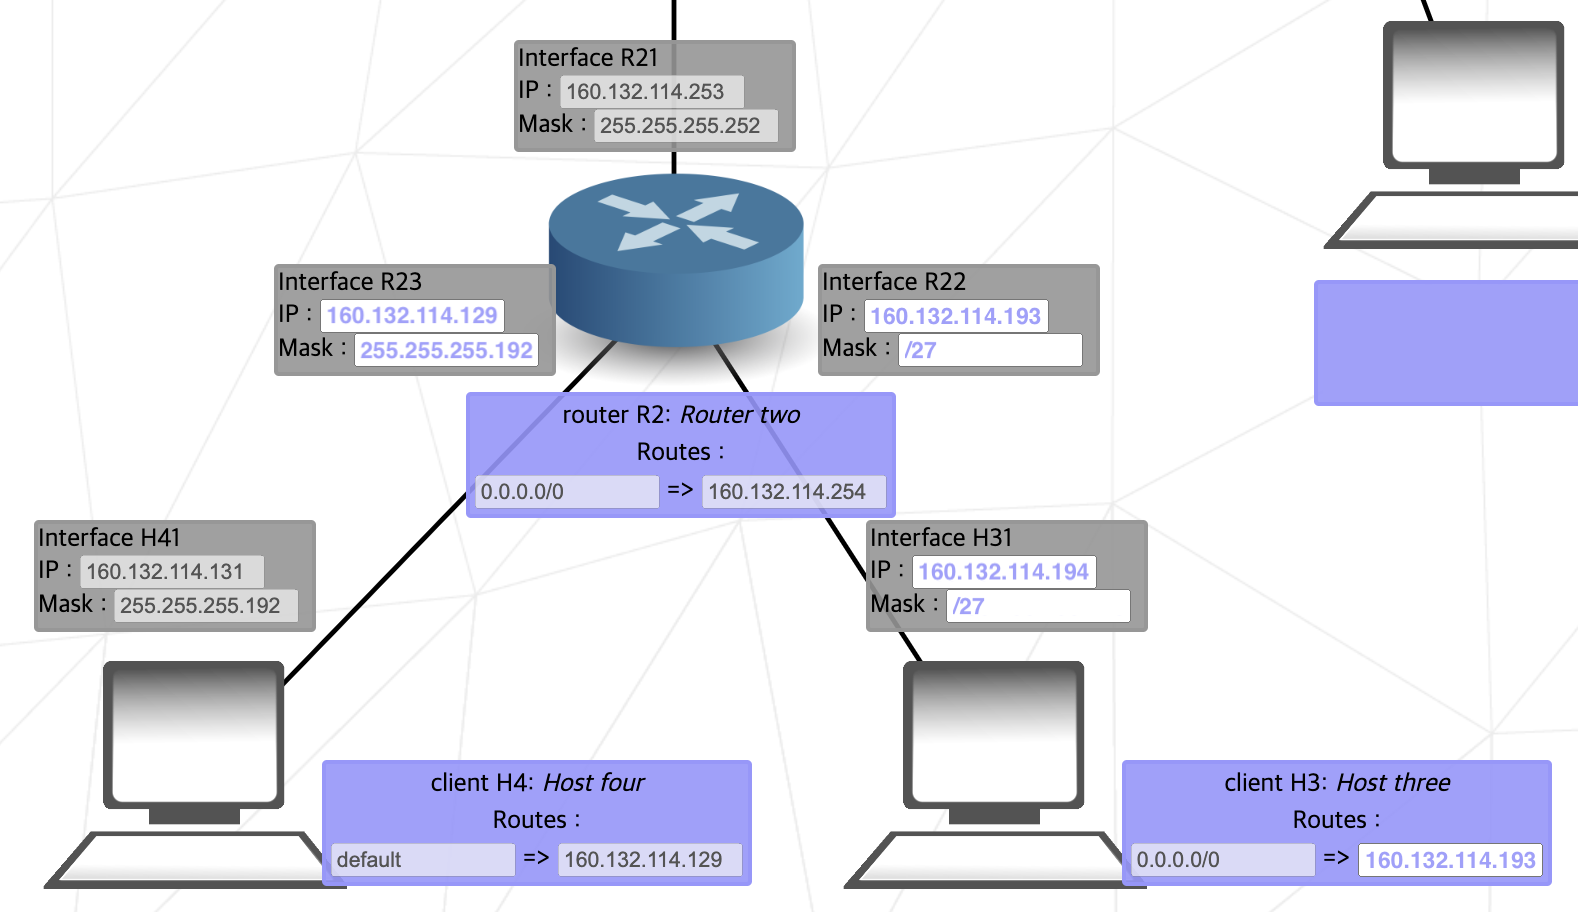 Interface R21
IP : 160.132.114.253
Mask : 255.255.255.252
Interface R23
IP : 160.132.114.129
Mask : 255.255.255.192
Interface R22
IP : 160.132.114.193
Mask : /27
router R2: Router two
Routes :
0.0.0.0/0 => 160.132.114.254
Interface H41
IP : 160.132.114.131
Mask : 255.255.255.192
Interface H31
IP : 160.132.114.194
Mask : /27
client H4: Host four
Routes :
default => 160.132.114.129
client H3: Host three
Routes :
0.0.0.0/0 => 160.132.114.193